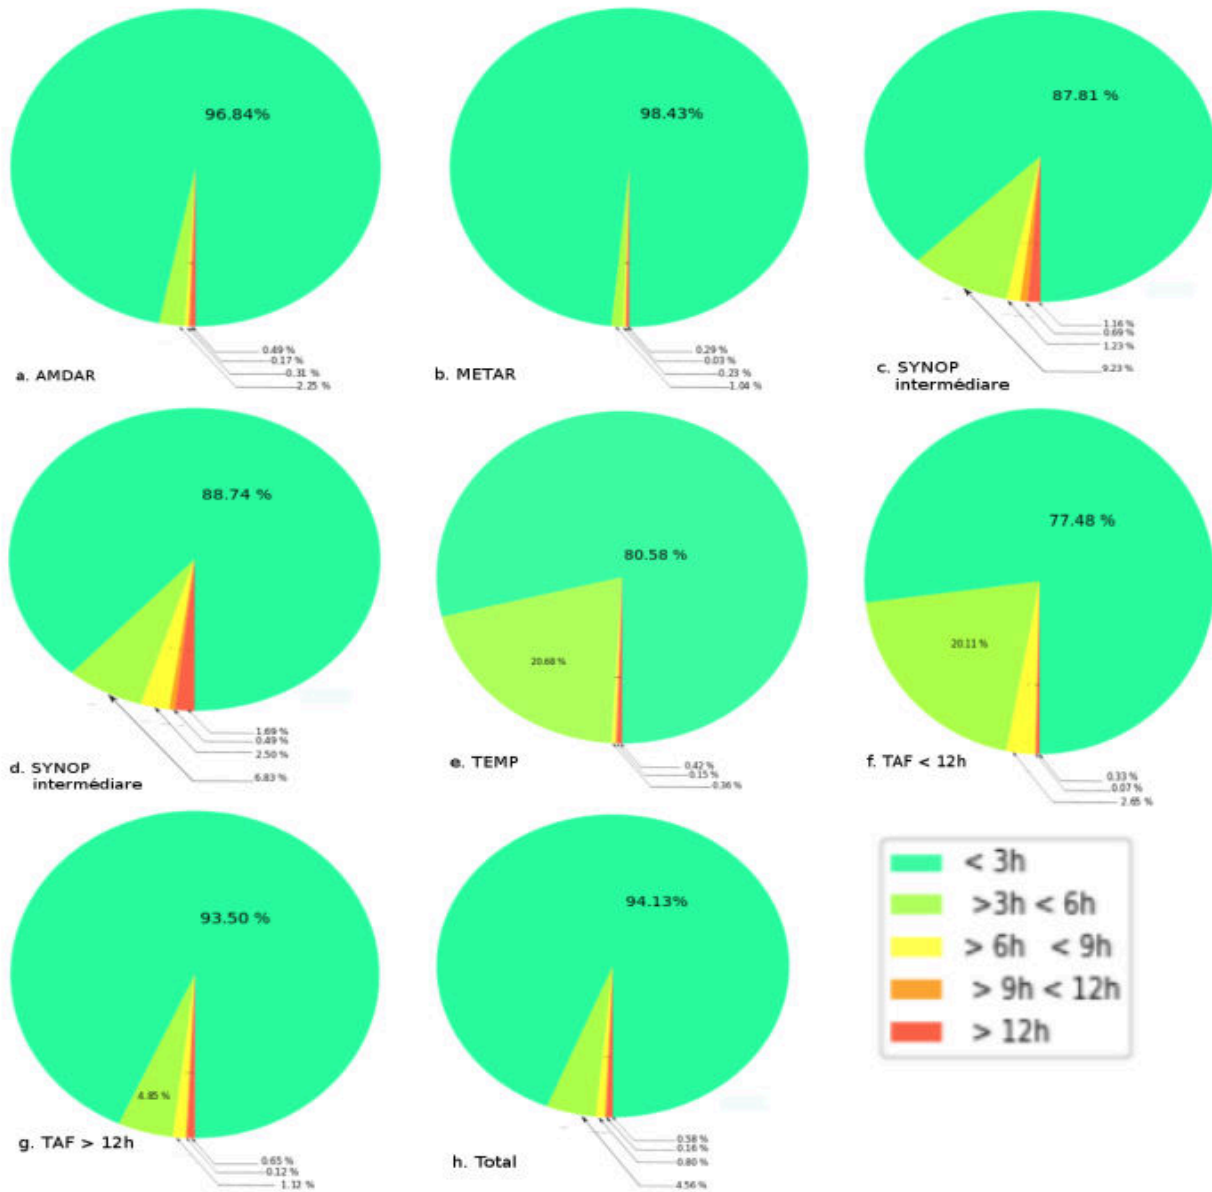 96.84%
0.49 %
0.17 %
0.31 %
2.25 %
a. AMDAR
98.43%
0.29 %
0.03 %
0.23 %
1.04 %
b. METAR
87.81 %
1.16 %
0.69 %
1.23 %
9.23 %
c. SYNOP
intermédiare
88.74 %
1.69 %
0.49 %
2.50 %
6.83 %
d. SYNOP
intermédiare
80.58 %
20.68 %
0.42 %
0.15 %
0.36 %
e. TEMP
77.48 %
20.11 %
0.33 %
0.07 %
2.65 %
f. TAF < 12h
93.50 %
4.85 %
0.65 %
0.12 %
1.12 %
g. TAF > 12h
94.13%
0.58 %
0.16 %
0.80 %
4.56 %
h. Total
< 3h
>3h < 6h
> 6h < 9h
> 9h < 12h
> 12h